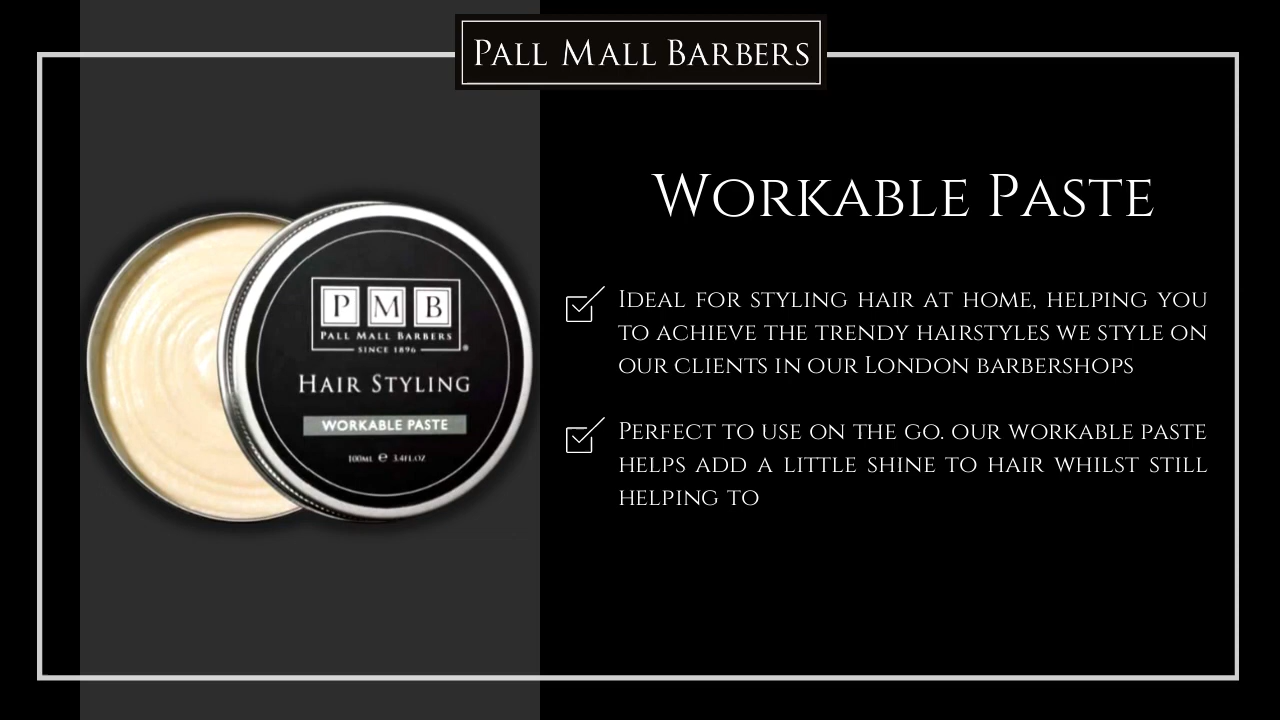 Pall Mall Barbers
Workable Paste
P M B
Pall Mall Barbers
SINCE 1896
Hair Styling
WORKABLE PASTE
100ML e 3.4FL.OZ
Ideal for styling hair at home, helping you
to achieve the trendy hairstyles we style on
our clients in our London barbershops
Perfect to use on the go. our workable paste
helps add a little shine to hair whilst still
helping to